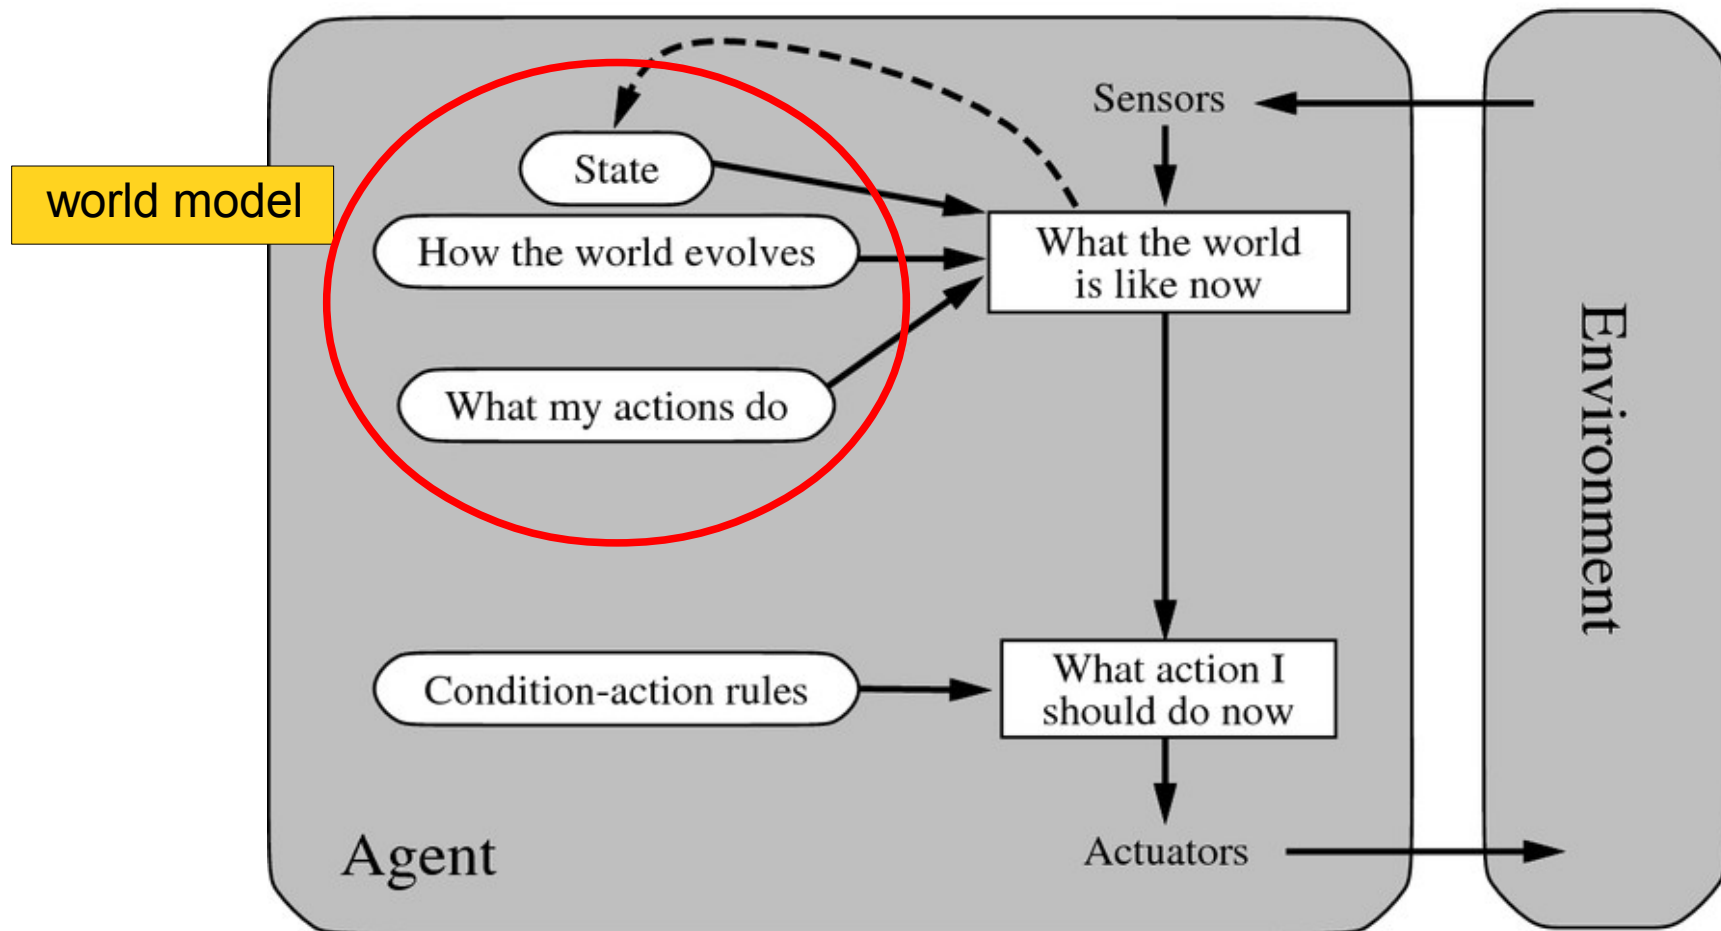 Sensors
State
world model
How the world evolves
What the world
is like now
What my actions do
Environment
Condition-action rules
What action I
should do now
Agent
Actuators